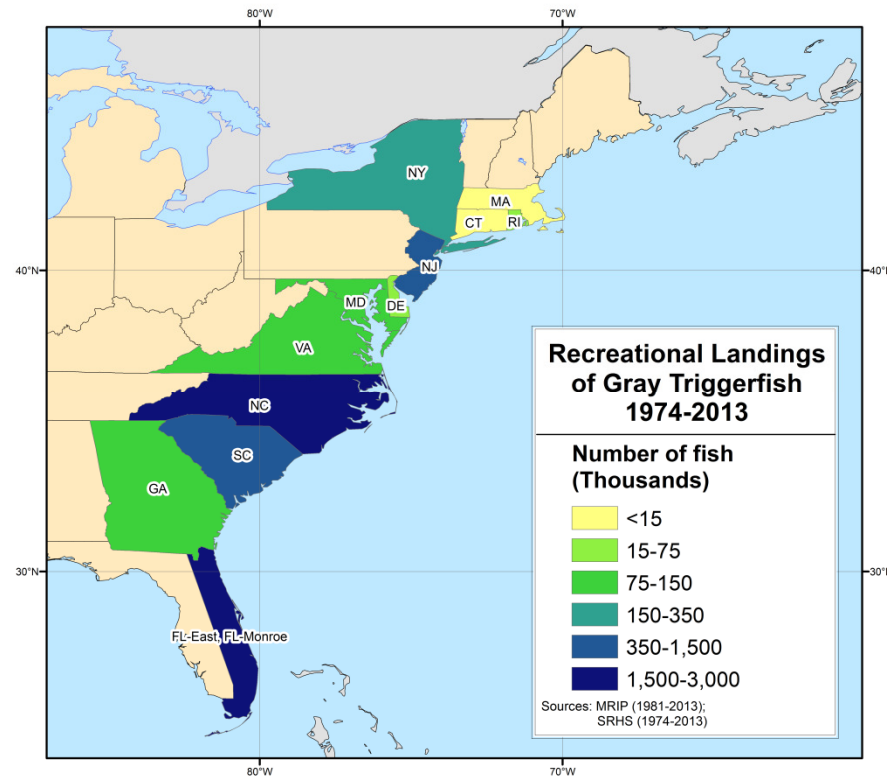 80°W
70°W
NY
MA
CT
RI
40°N
40°N
NJ
MD
DE
VA
NC
SC
GA
30°N
30°N
FL-East, FL-Monroe
Recreational Landings
of Gray Triggerfish
1974-2013
Number of fish
(Thousands)
<15
15-75
75-150
150-350
350-1,500
1,500-3,000
Sources: MRIP (1981-2013);
SRHS (1974-2013)
80°W
70°W